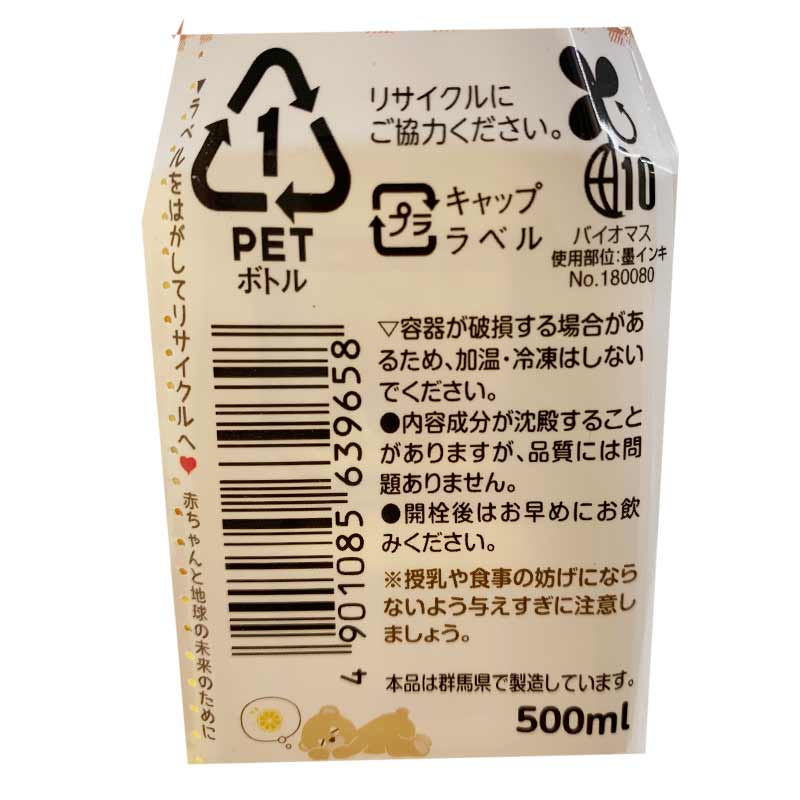 ▼ラベルをはがしてリサイクルへ♥赤ちゃんと地球の未来のために
1
PET
ボトル
リサイクルに
ご協力ください。
プラ
キャップ
ラベル
10
バイオマス
使用部位:墨インキ
No.180080
4 901085 639658
▽容器が破損する場合があ
るため、加温・冷凍はしない
でください。
●内容成分が沈殿すること
がありますが、品質には問
題ありません。
●開栓後はお早めにお飲
みください。
※授乳や食事の妨げになら
ないよう与えすぎに注意し
ましょう。
本品は群馬県で製造しています。
500ml